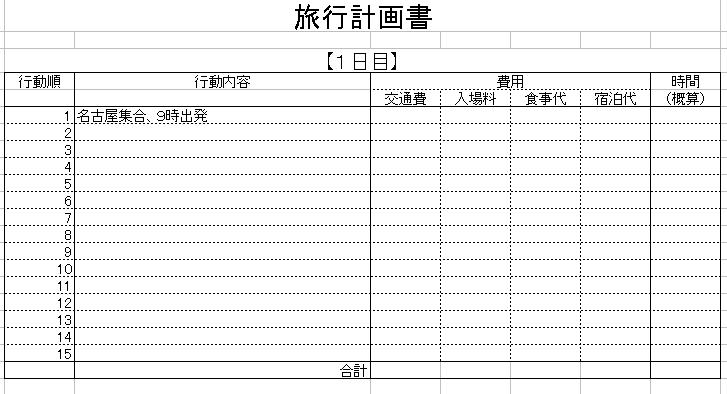 旅行計画書
【1日目】
行動順 行動内容 費用 時間
交通費 入場料 食事代 宿泊代 (概算)
1 名古屋集合、9時出発
2
3
4
5
6
7
8
9
10
11
12
13
14
15
合計